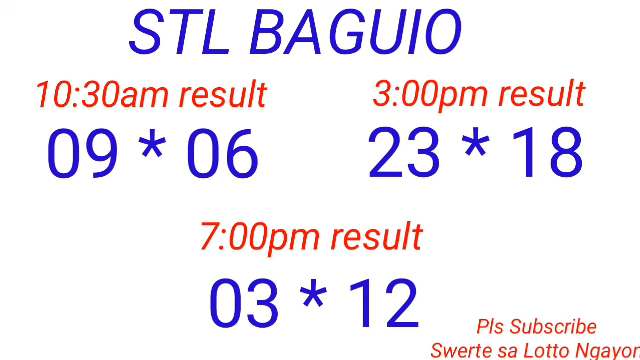 STL BAGUIO
10:30am result
3:00pm result
09 * 06
23 * 18
7:00pm result
03 * 12
Pls Subscribe
Swerte sa Lotto Ngayon